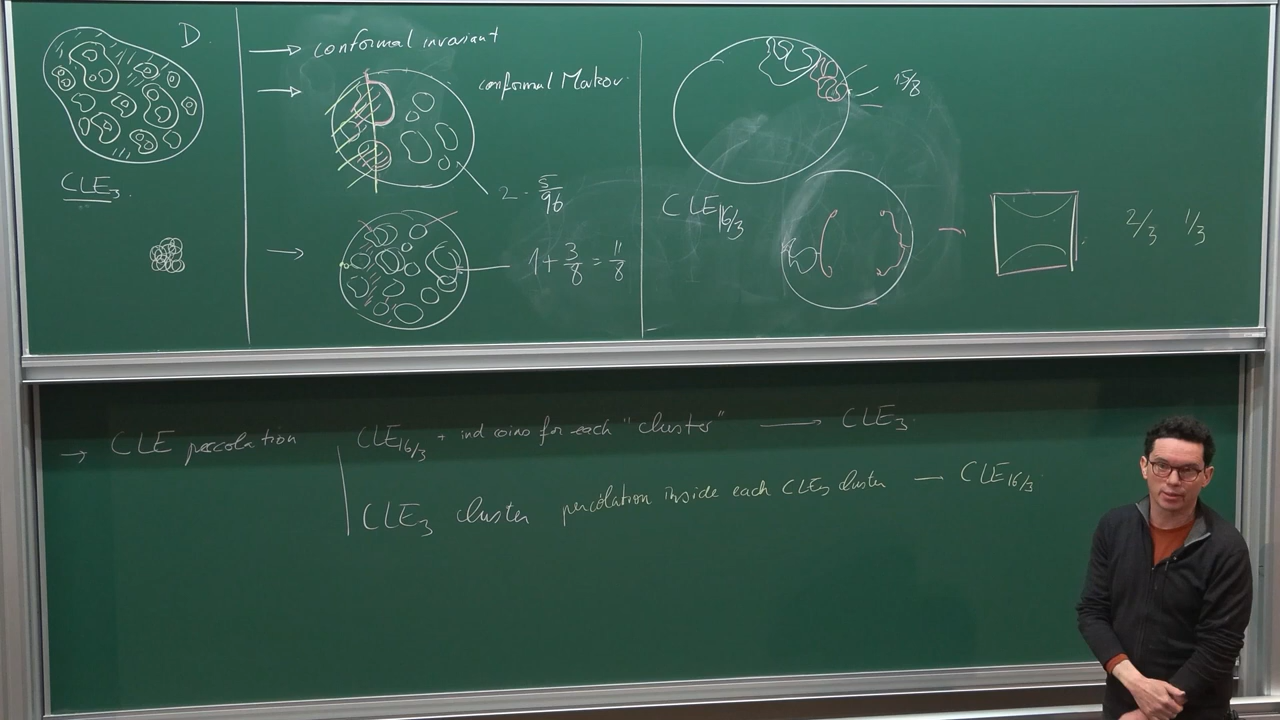 D.
CLE₃.
→ conformal invariant
→ conformal Markov.
2 - 5/96
→ 1 + 3/8 = 11/8
15/8
CLE16/3
2/3 1/3
→ CLE percolation
CLE16/3 + ind coins for each "cluster" → CLE₃.
CLE₃ cluster percolation inside each CLE₃ cluster — CLE16/3.